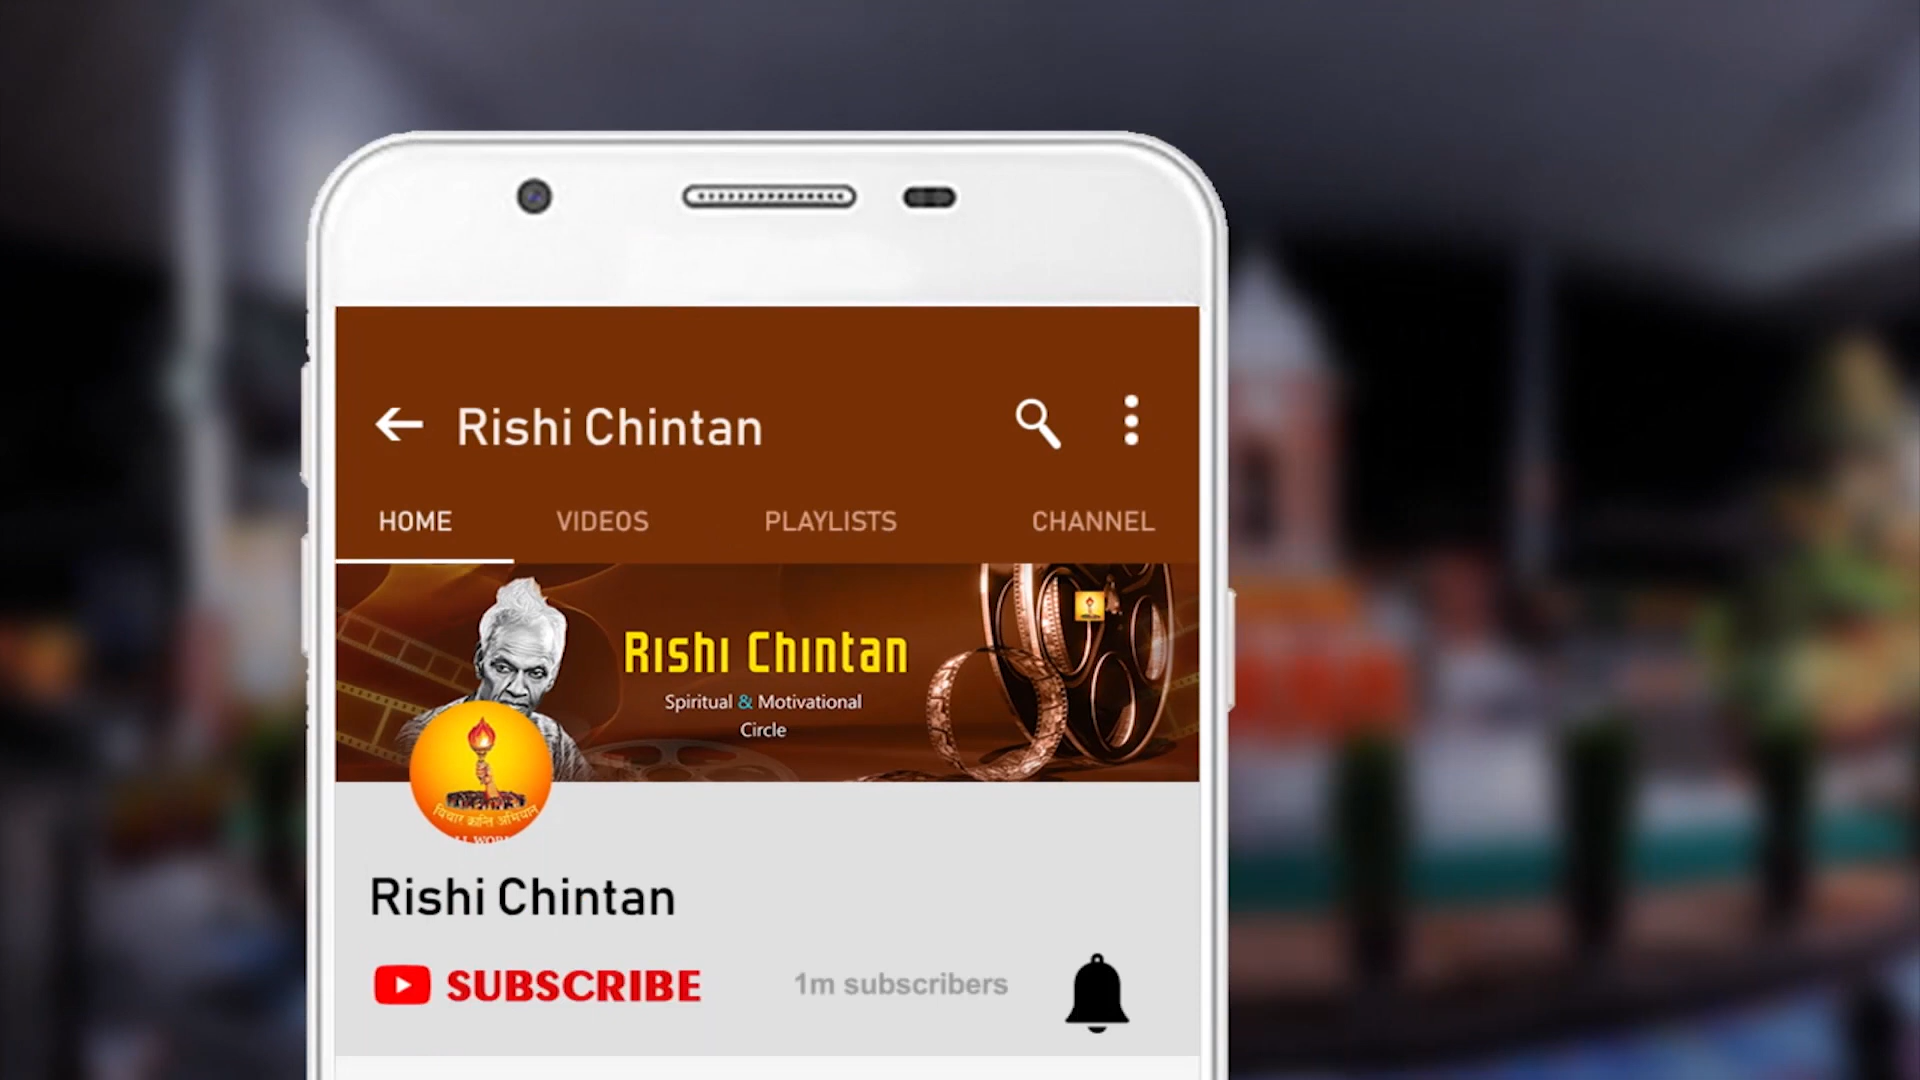 Rishi Chintan
HOME VIDEOS PLAYLISTS CHANNEL
Rishi Chintan
Spiritual & Motivational
Circle
विचार क्रान्ति अभियान
Rishi Chintan
SUBSCRIBE 1m subscribers